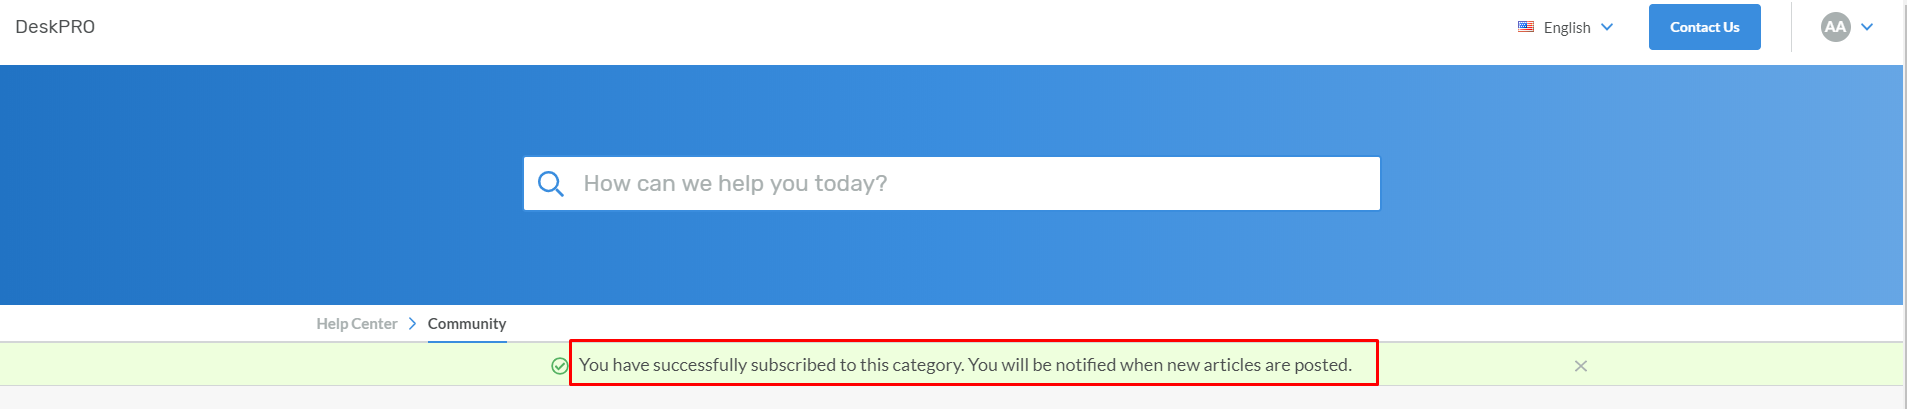 DeskPRO
English
Contact Us
AA
How can we help you today?
Help Center
Community
You have successfully subscribed to this category. You will be notified when new articles are posted.